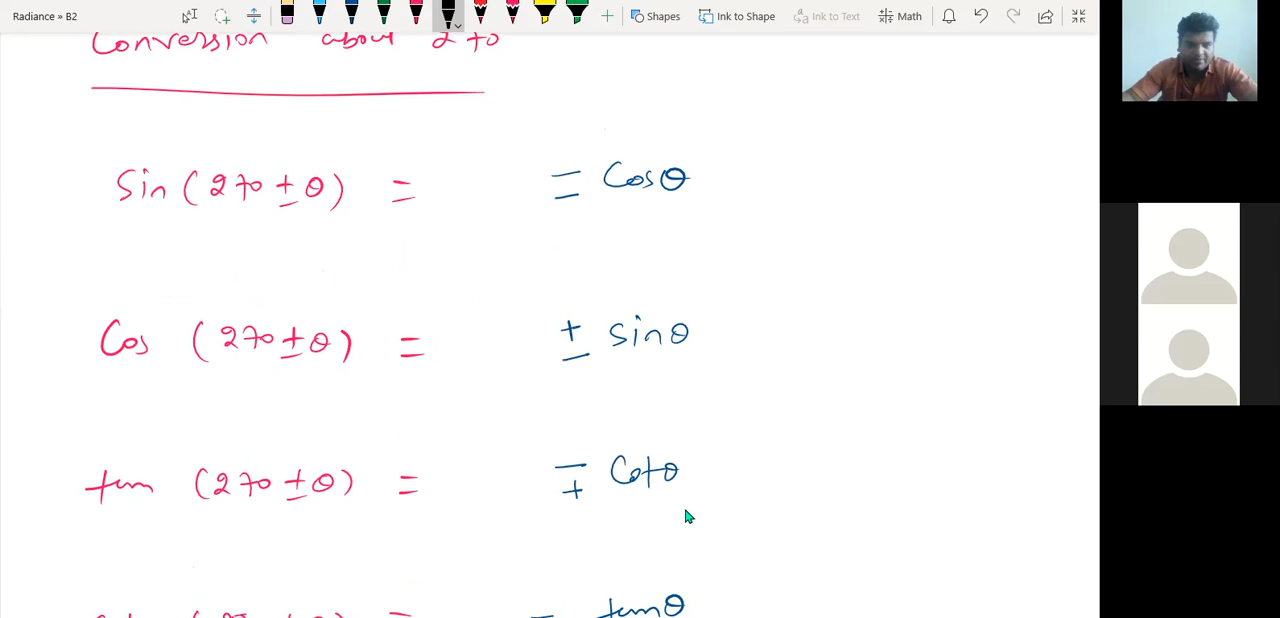 Radiance » B2
Shapes
Ink to Shape
Ink to Text
Math
Conversion about 270
Sin (270 ± θ) = = Cosθ
Cos (270 ± θ) = ± sinθ
tan (270 ± θ) = ∓ Cotθ
tanθ